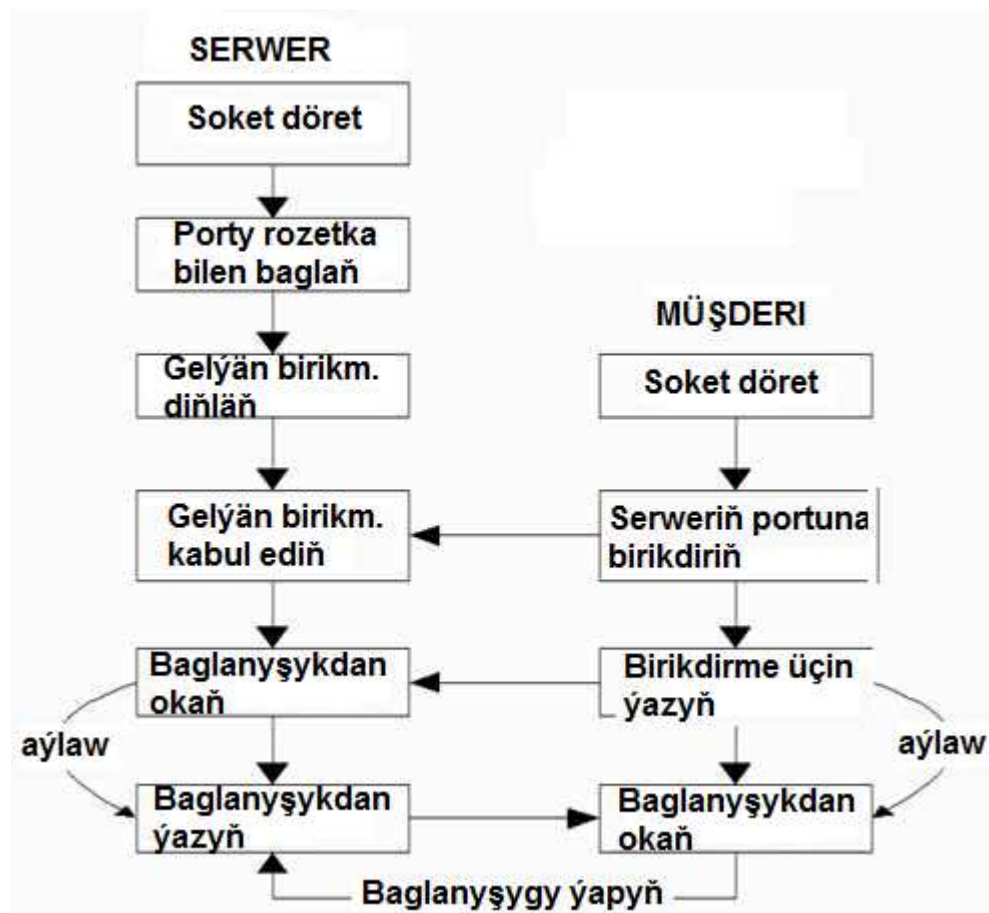 SERWER
Soket döret
Porty rozetka
bilen baglaň
Gelýän birikm.
diňläň
Gelýän birikm.
kabul ediň
Baglanyşykdan
okaň
aýlaw
Baglanyşykdan
ýazyň
MÜŞDERI
Soket döret
Serweriň portuna
birikdiriň
Birikdirme üçin
ýazyň
aýlaw
Baglanyşykdan
okaň
Baglanyşygy ýapyň